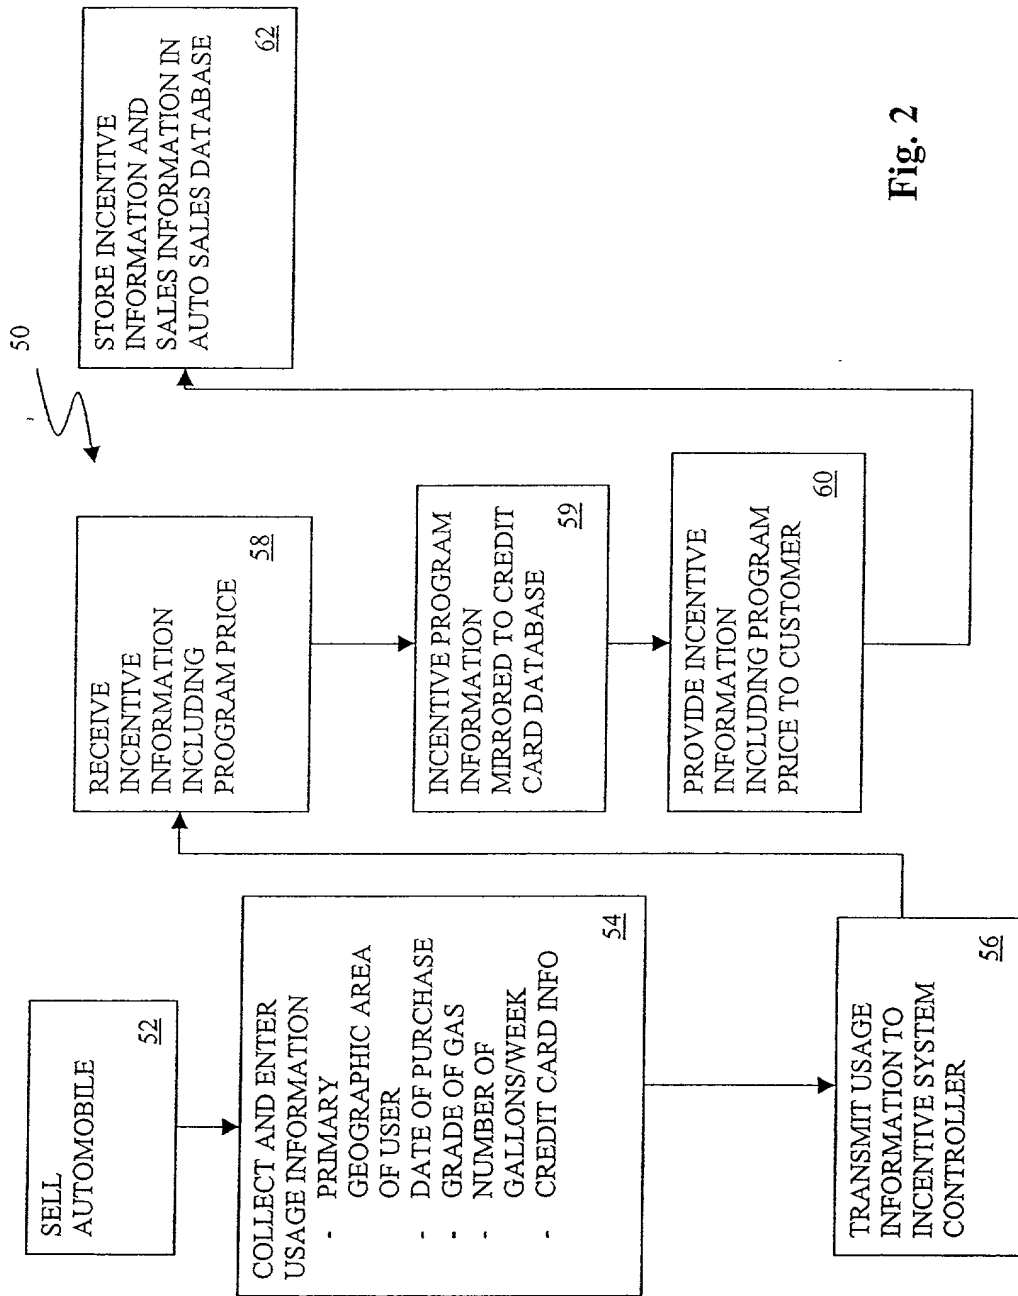 50
SELL
AUTOMOBILE
52
COLLECT AND ENTER
USAGE INFORMATION
- PRIMARY
GEOGRAPHIC AREA
OF USER
- DATE OF PURCHASE
- GRADE OF GAS
- NUMBER OF
GALLONS/WEEK
- CREDIT CARD INFO
54
TRANSMIT USAGE
INFORMATION TO
INCENTIVE SYSTEM
CONTROLLER
56
RECEIVE
INCENTIVE
INFORMATION
INCLUDING
PROGRAM PRICE
58
INCENTIVE PROGRAM
INFORMATION
MIRRORED TO CREDIT
CARD DATABASE
59
PROVIDE INCENTIVE
INFORMATION
INCLUDING PROGRAM
PRICE TO CUSTOMER
60
STORE INCENTIVE
INFORMATION AND
SALES INFORMATION IN
AUTO SALES DATABASE
62
Fig. 2